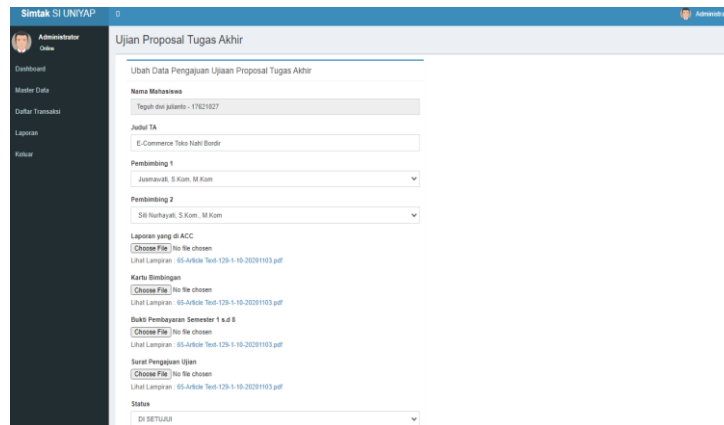 Simtak SI UNIYAP
Administra
Administrator
Online
Dashboard
Master Data
Daftar Transaksi
Laporan
Keluar
Ujian Proposal Tugas Akhir
Ubah Data Pengajuan Ujiaan Proposal Tugas Akhir
Nama Mahasiswa
Teguh dwi julianto - 17621027
Judul TA
E-Commerce Toko Nahl Bordir
Pembimbing 1
Jusmawati, S.Kom, M.Kom
Pembimbing 2
Siti Nurhayati, S.Kom., M.Kom
Laporan yang di ACC
Choose File No file chosen
Lihat Lampiran : 65-Article Text-129-1-10-20201103.pdf
Kartu Bimbingan
Choose File No file chosen
Lihat Lampiran : 65-Article Text-129-1-10-20201103.pdf
Bukti Pembayaran Semester 1 s.d 8
Choose File No file chosen
Lihat Lampiran : 65-Article Text-129-1-10-20201103.pdf
Surat Pengajuan Ujian
Choose File No file chosen
Lihat Lampiran : 65-Article Text-129-1-10-20201103.pdf
Status
DI SETUJUI